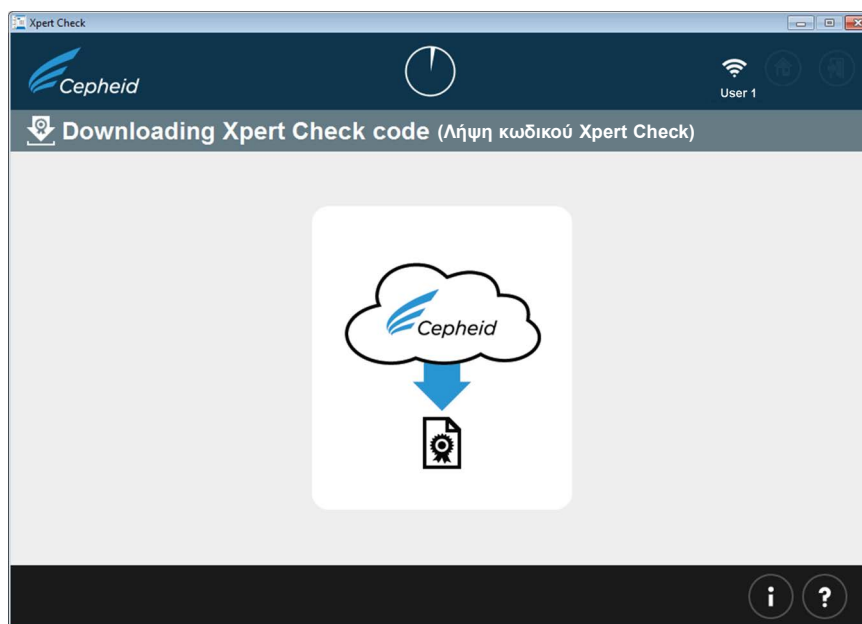 Xpert Check
Cepheid
User 1
Downloading Xpert Check code (Λήψη κωδικού Xpert Check)
Cepheid
i ?